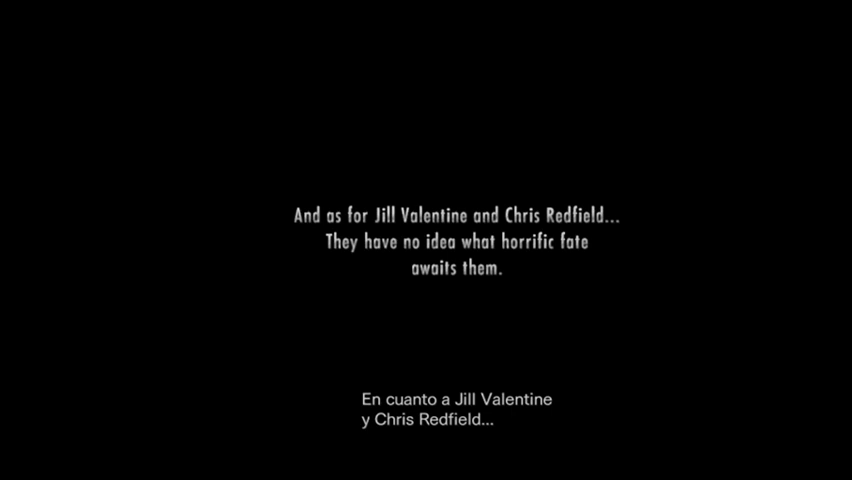 And as for Jill Valentine and Chris Redfield...
They have no idea what horrific fate
awaits them.
En cuanto a Jill Valentine
y Chris Redfield...